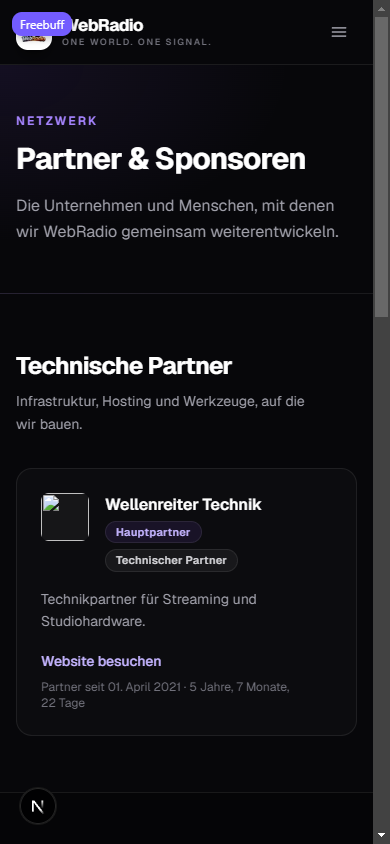 Freebuff
WebRadio
ONE WORLD. ONE SIGNAL.
NETZWERK
Partner & Sponsoren
Die Unternehmen und Menschen, mit denen
wir WebRadio gemeinsam weiterentwickeln.
Technische Partner
Infrastruktur, Hosting und Werkzeuge, auf die
wir bauen.
Wellenreiter Technik
Hauptpartner
Technischer Partner
Technikpartner für Streaming und
Studiohardware.
Website besuchen
Partner seit 01. April 2021 · 5 Jahre, 7 Monate,
22 Tage
N